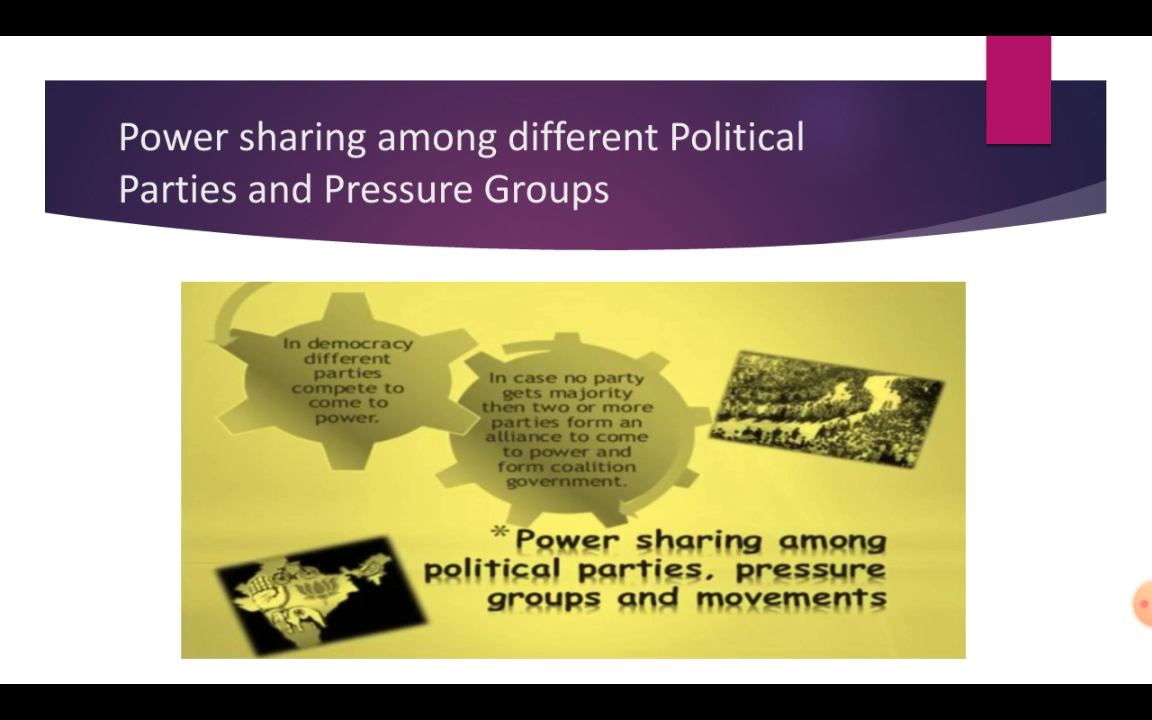 Power sharing among different Political
Parties and Pressure Groups
In democracy
different
parties
compete to
come to
power.
In case no party
gets majority
then two or more
parties form an
alliance to come
to power and
form coalition
government.
*Power sharing among
political parties, pressure
groups and movements